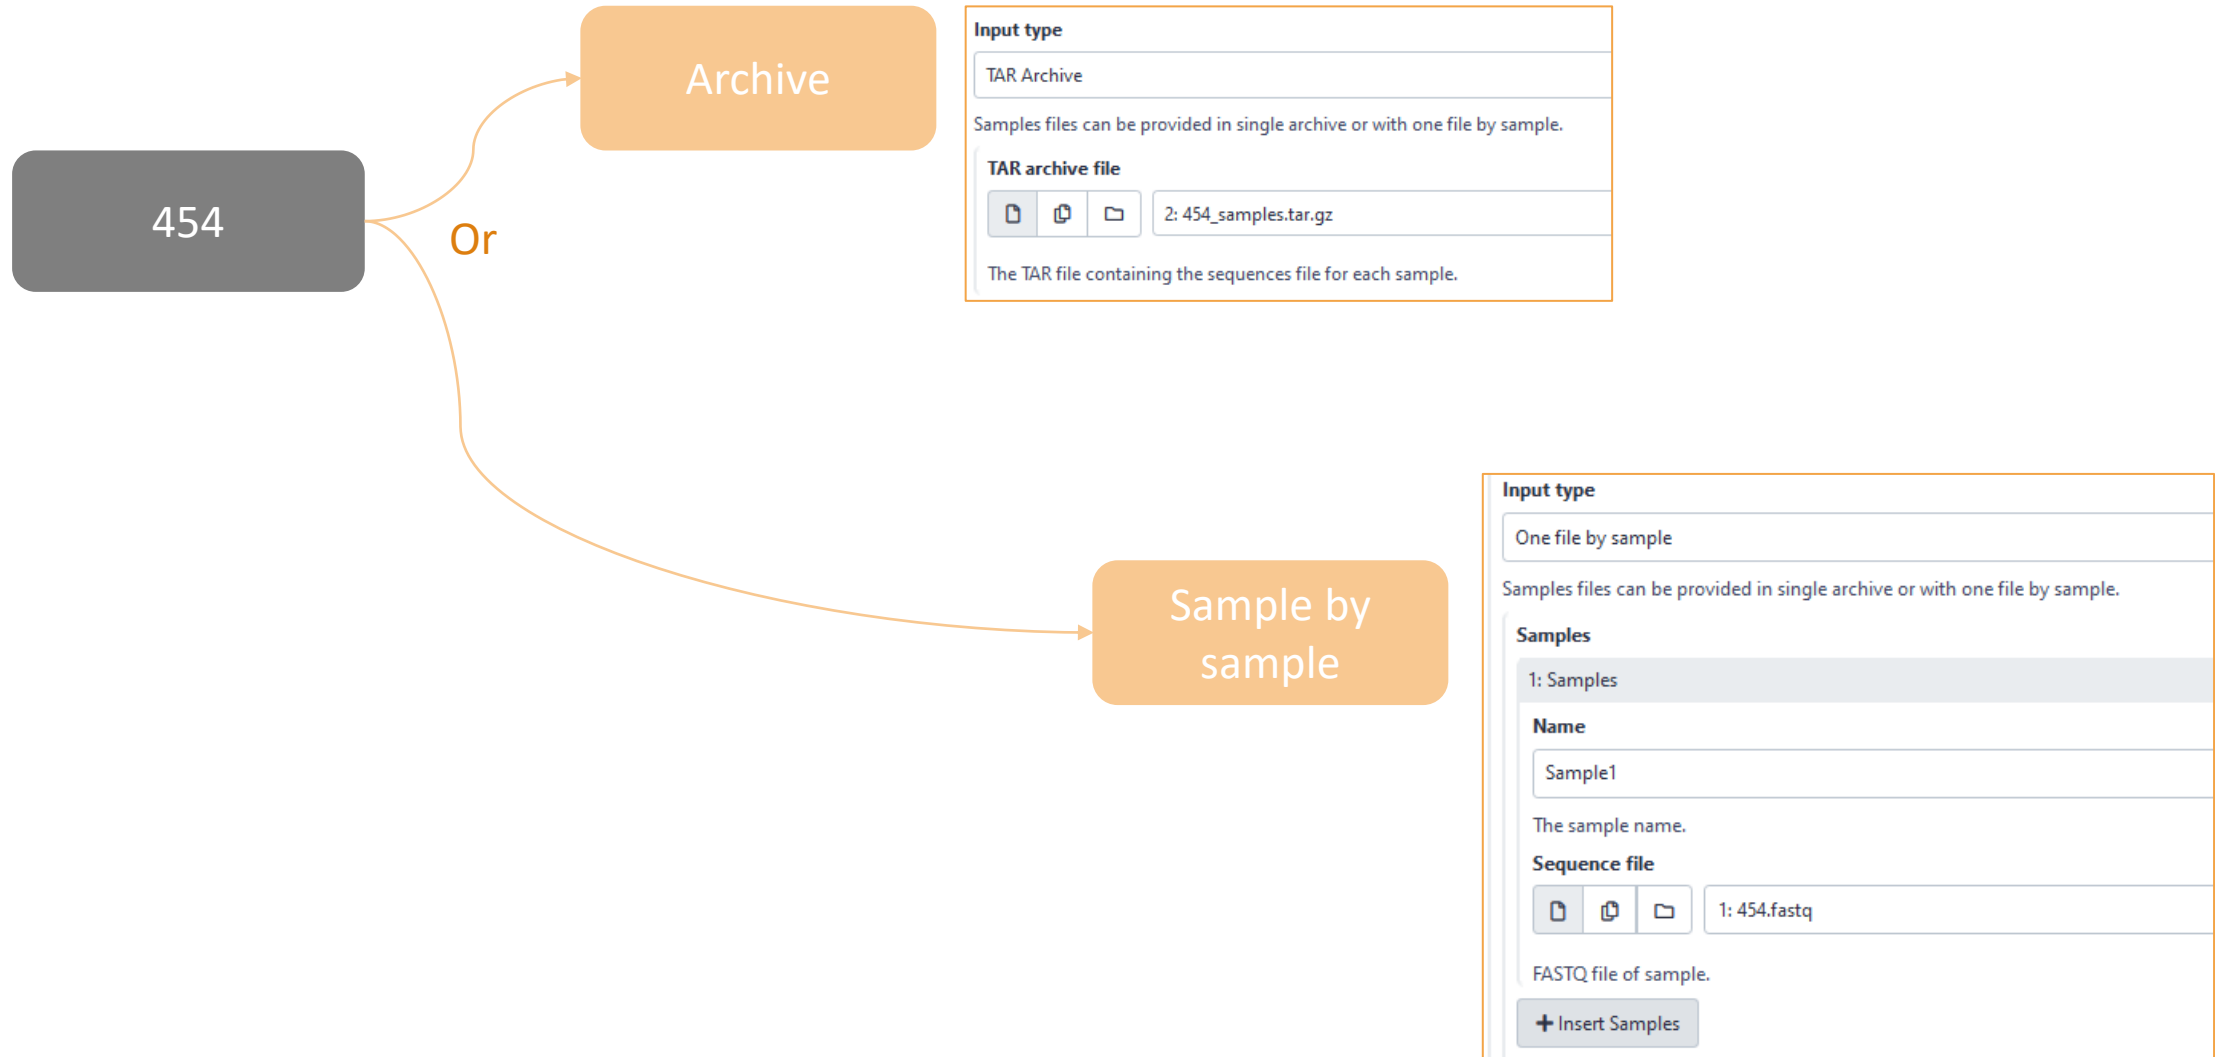 454
Or
Archive
Input type
TAR Archive
Samples files can be provided in single archive or with one file by sample.
TAR archive file
2: 454_samples.tar.gz
The TAR file containing the sequences file for each sample.
Sample by
sample
Input type
One file by sample
Samples files can be provided in single archive or with one file by sample.
Samples
1: Samples
Name
Sample1
The sample name.
Sequence file
1: 454.fastq
FASTQ file of sample.
+ Insert Samples